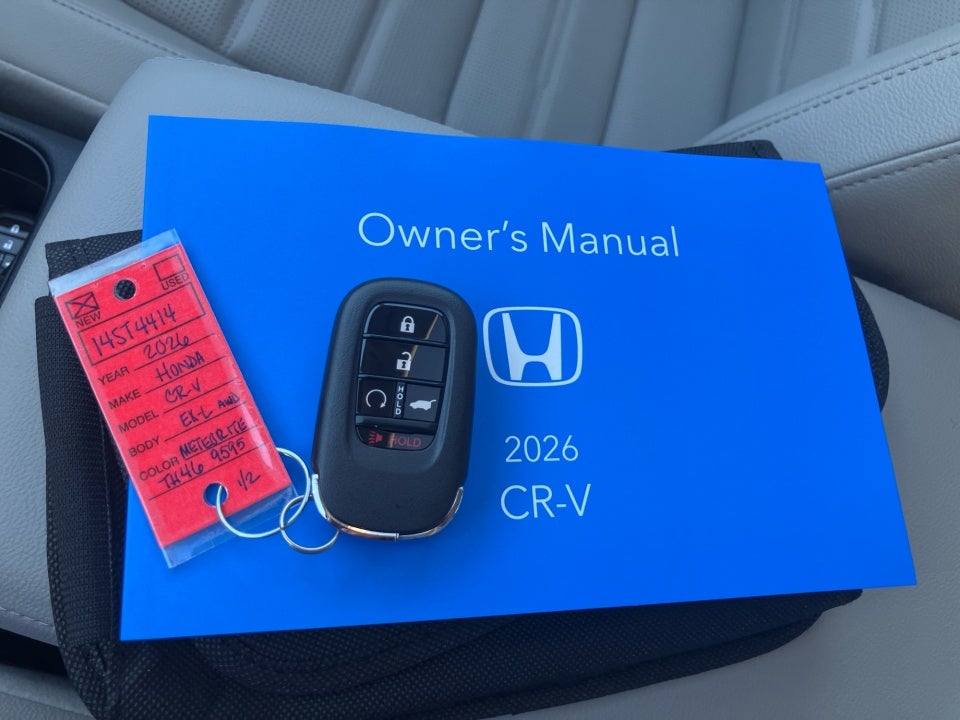 Owner's Manual
2026
CR-V
NEW
USED
14ST4414
YEAR 2026
MAKE HONDA
MODEL CR-V
BODY EX-L AWD
COLOR METEORITE
TH46 9595
1/2
HOLD
HOLD